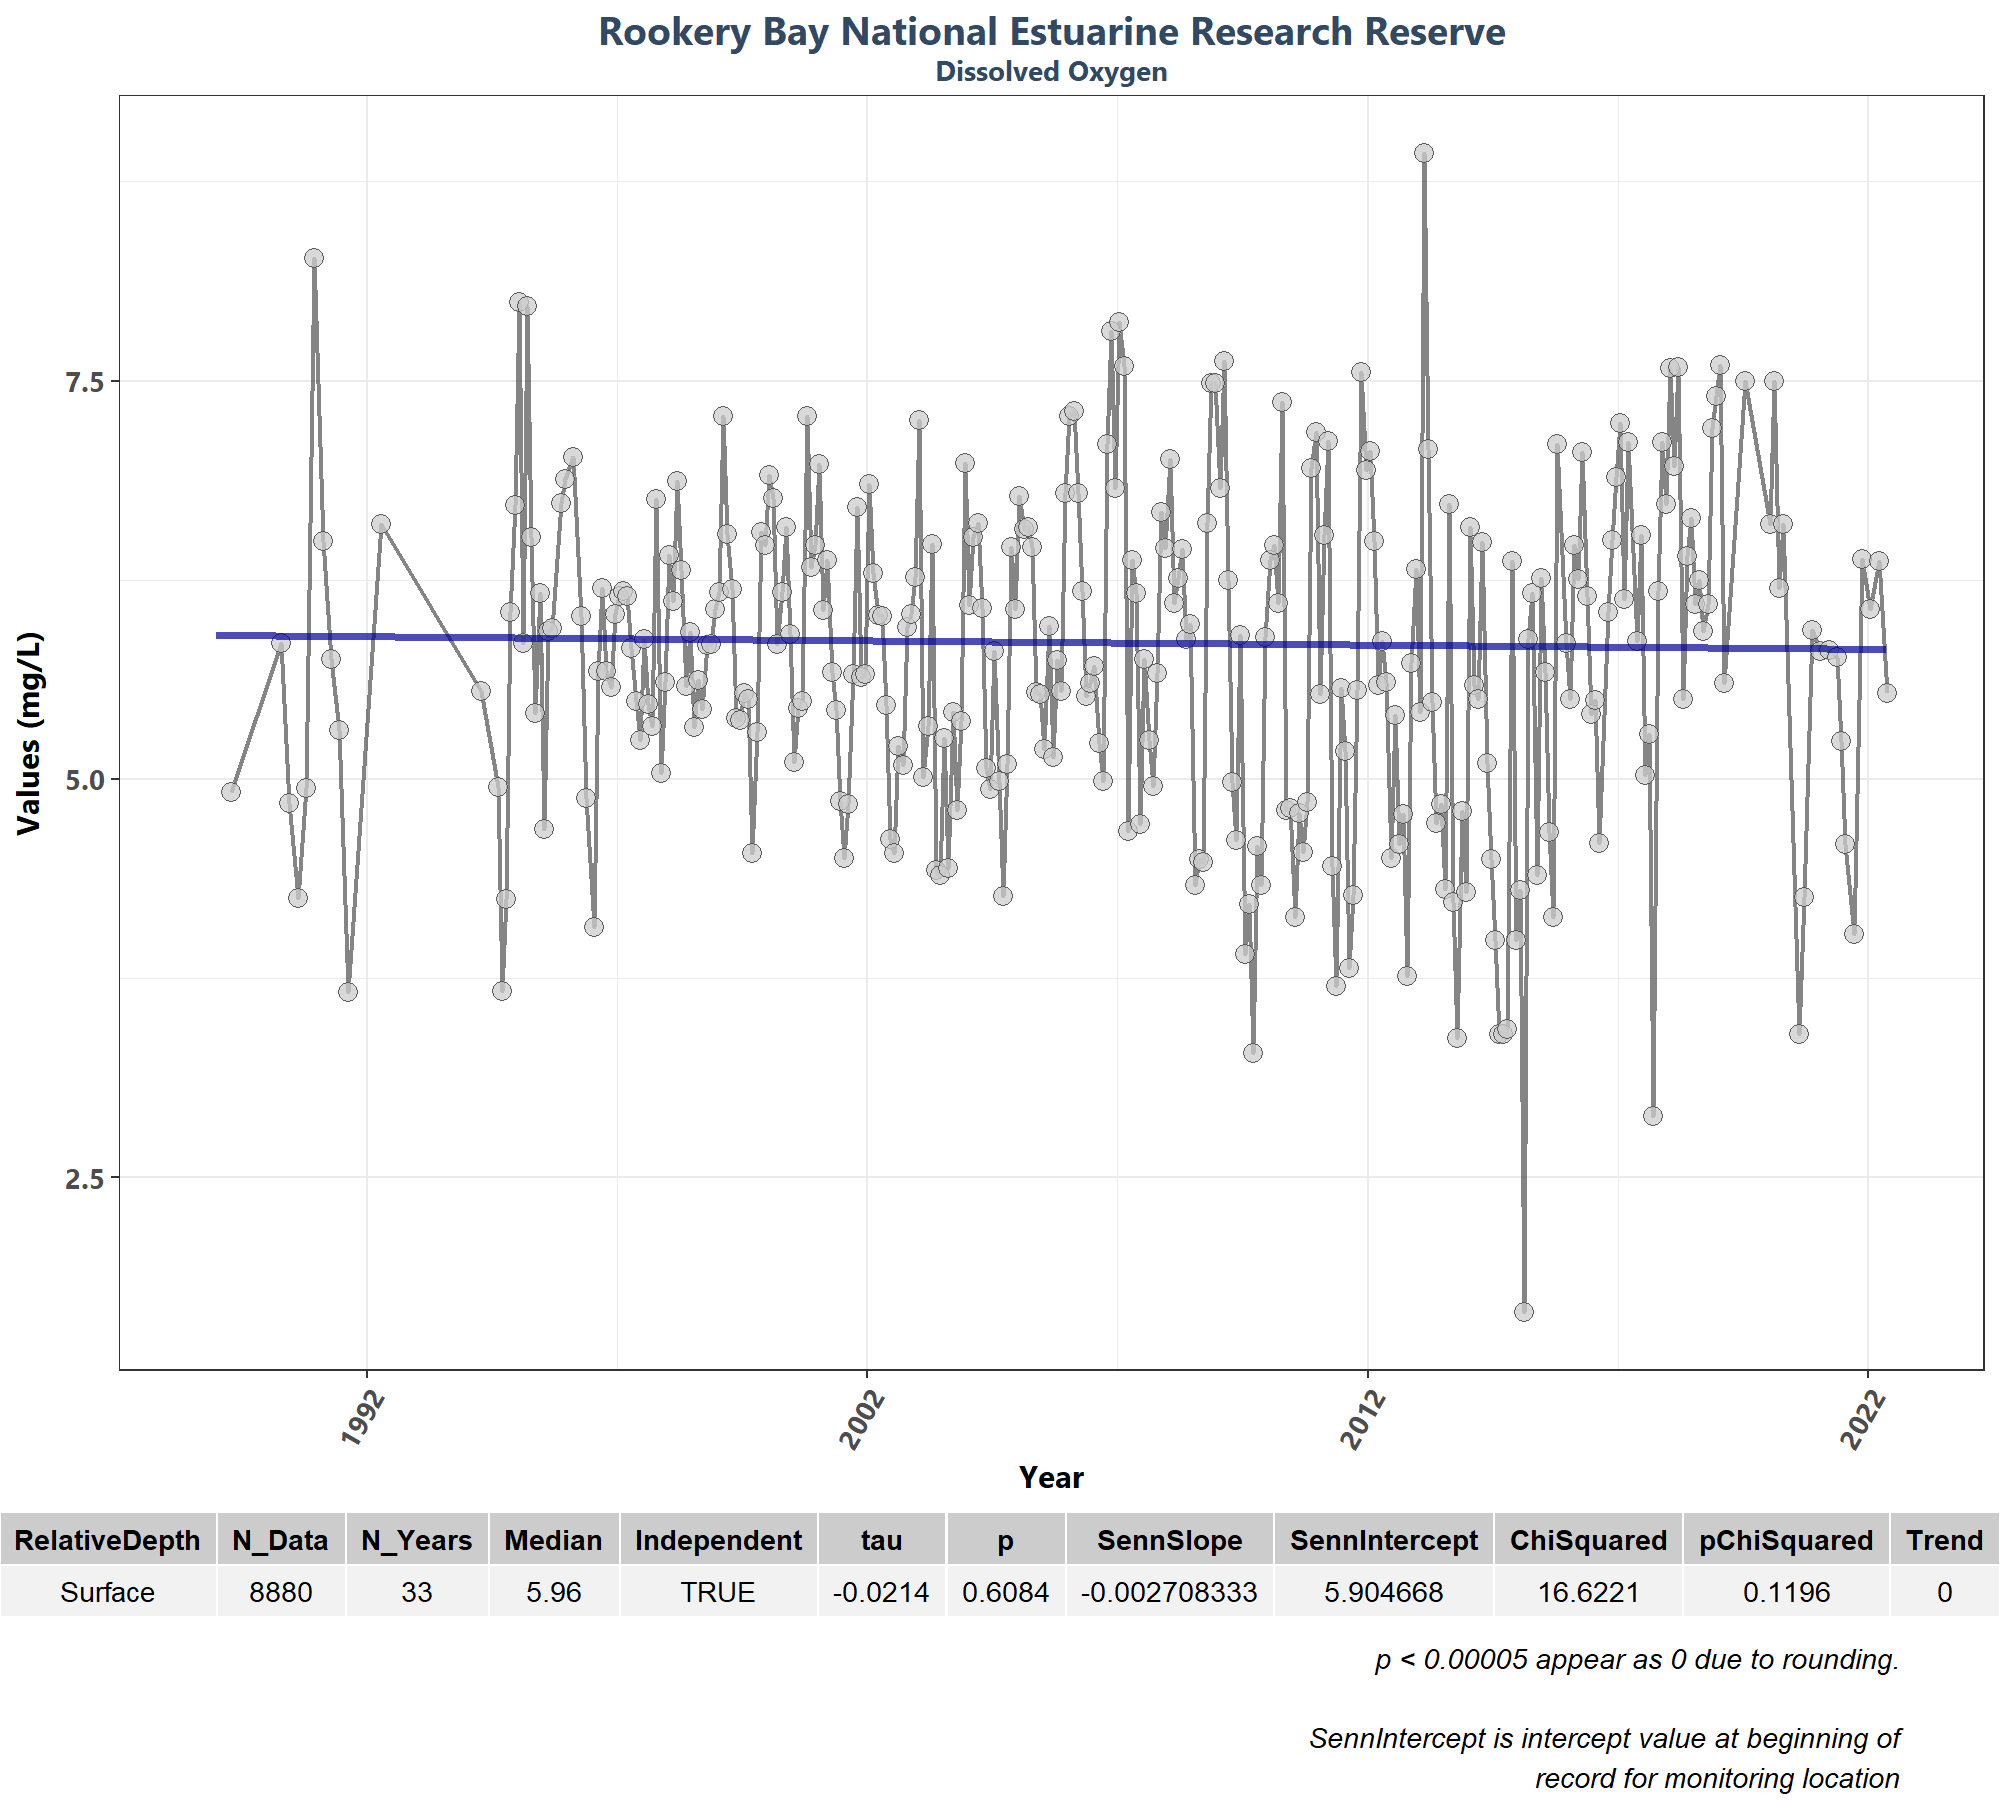 Rookery Bay National Estuarine Research Reserve
Dissolved Oxygen
Values (mg/L)
7.5
5.0
2.5
1992 2002 2012 2022
Year
RelativeDepth N_Data N_Years Median Independent tau p SennSlope SennIntercept ChiSquared pChiSquared Trend
Surface 8880 33 5.96 TRUE -0.0214 0.6084 -0.002708333 5.904668 16.6221 0.1196 0
p < 0.00005 appear as 0 due to rounding.
SennIntercept is intercept value at beginning of
record for monitoring location